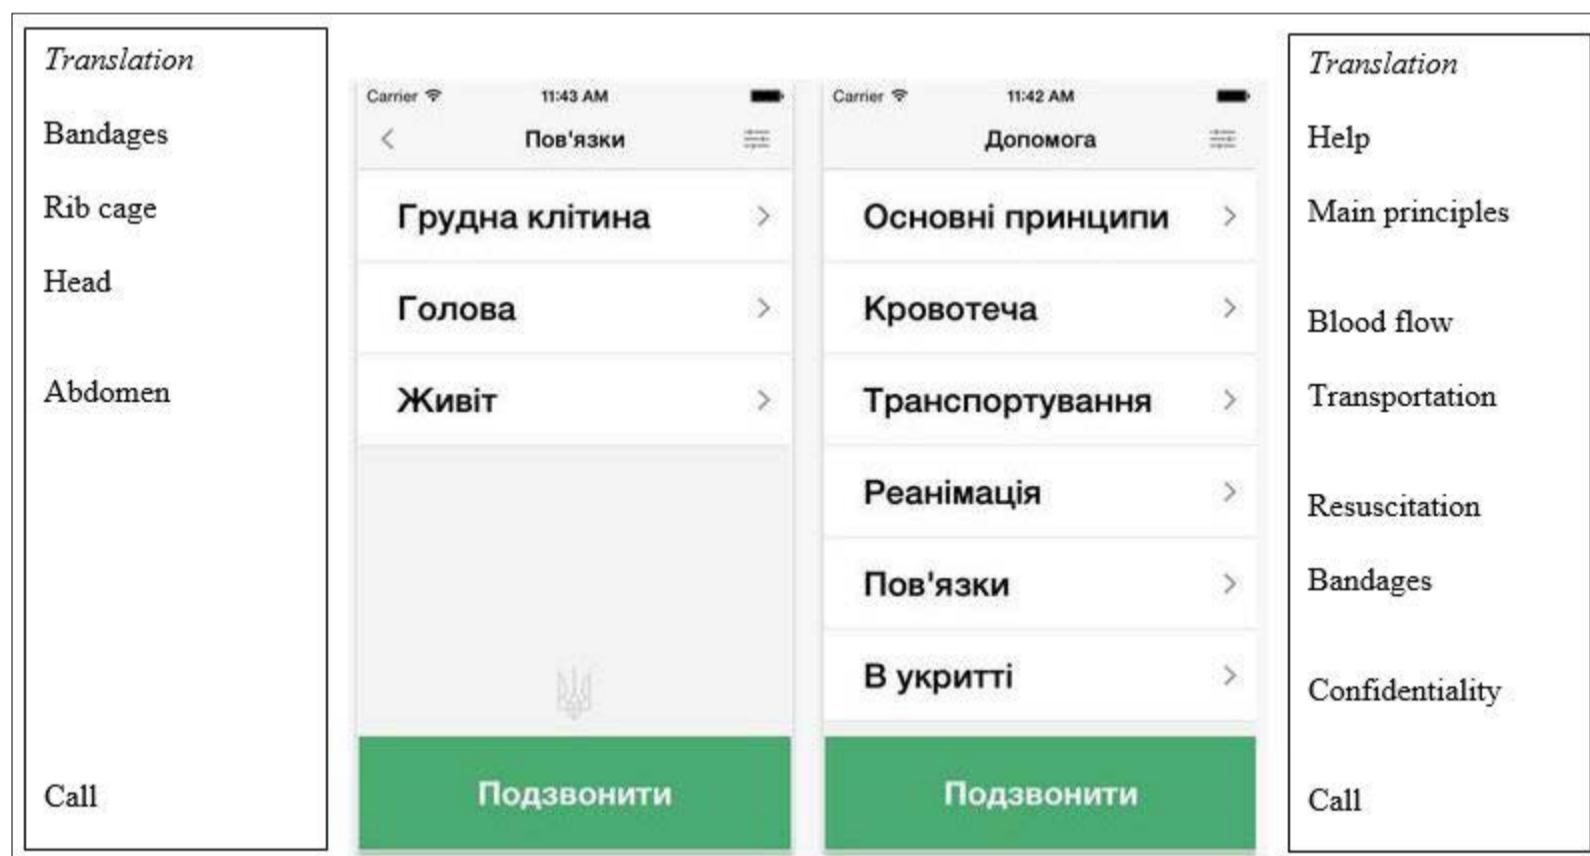 Translation
Bandages
Rib cage
Head
Abdomen
Call
Carrier 11:43 AM
Пов'язки
Грудна клітина
Голова
Живіт
Подзвонити
Carrier 11:42 AM
Допомога
Основні принципи
Кровотеча
Транспортування
Реанімація
Пов'язки
В укритті
Подзвонити
Translation
Help
Main principles
Blood flow
Transportation
Resuscitation
Bandages
Confidentiality
Call